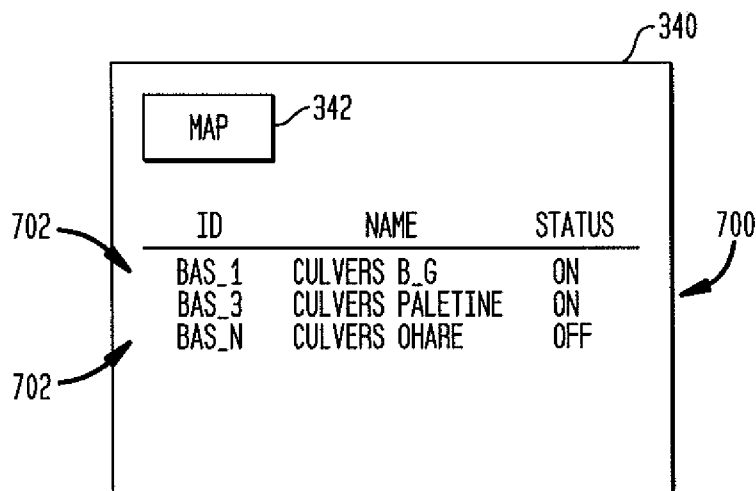 340
MAP 342
702 ID NAME STATUS 700
BAS_1 CULVERS B_G ON
BAS_3 CULVERS PALETINE ON
BAS_N CULVERS OHARE OFF
702